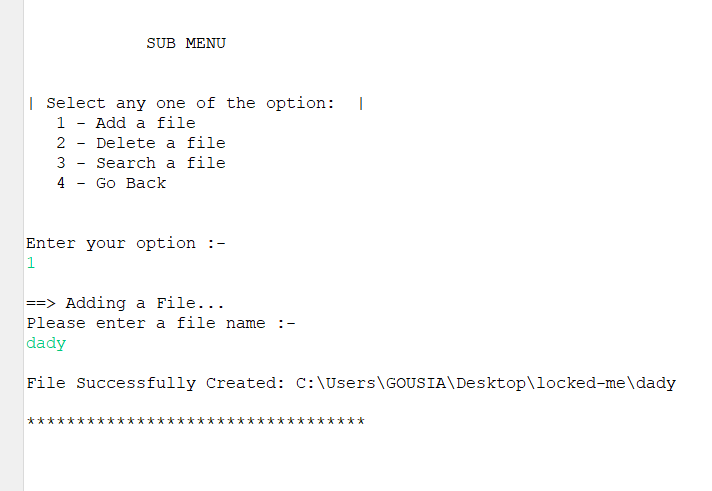 SUB MENU
| Select any one of the option:  |
1 - Add a file
2 - Delete a file
3 - Search a file
4 - Go Back
Enter your option :-
1
==> Adding a File...
Please enter a file name :-
dady
File Successfully Created: C:\Users\GOUSIA\Desktop\locked-me\dady
**********************************